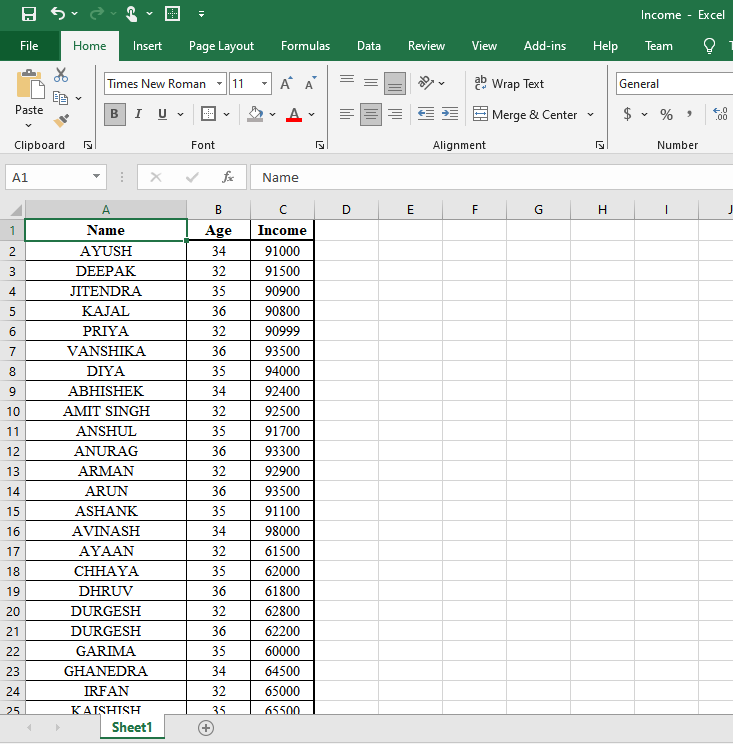 Income - Excel
File Home Insert Page Layout Formulas Data Review View Add-ins Help Team
Paste Times New Roman 11 A A ab Wrap Text General
B I U A Merge & Center $ % , .00
Clipboard Font Alignment Number
A1 fx Name
A B C D E F G H I J
1 Name Age Income
2 AYUSH 34 91000
3 DEEPAK 32 91500
4 JITENDRA 35 90900
5 KAJAL 36 90800
6 PRIYA 32 90999
7 VANSHIKA 36 93500
8 DIYA 35 94000
9 ABHISHEK 34 92400
10 AMIT SINGH 32 92500
11 ANSHUL 35 91700
12 ANURAG 36 93300
13 ARMAN 32 92900
14 ARUN 36 93500
15 ASHANK 35 91100
16 AVINASH 34 98000
17 AYAAN 32 61500
18 CHHAYA 35 62000
19 DHRUV 36 61800
20 DURGESH 32 62800
21 DURGESH 36 62200
22 GARIMA 35 60000
23 GHANEDRA 34 64500
24 IRFAN 32 65000
25 KAISHISH 35 65500
Sheet1